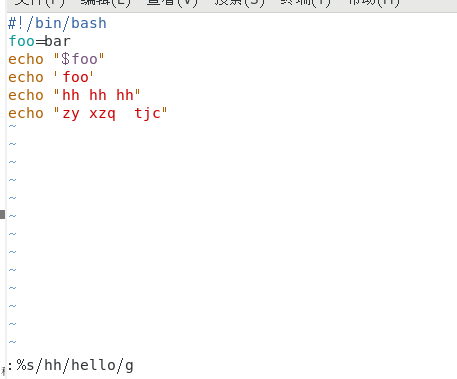 文件(F) 编辑(E) 查看(V) 搜索(S) 终端(T) 帮助(H)
#!/bin/bash
foo=bar
echo "$foo"
echo 'foo'
echo "hh hh hh"
echo "zy xzq  tjc"
~
~
~
~
~
~
~
~
~
~
~
~
~
:%s/hh/hello/g